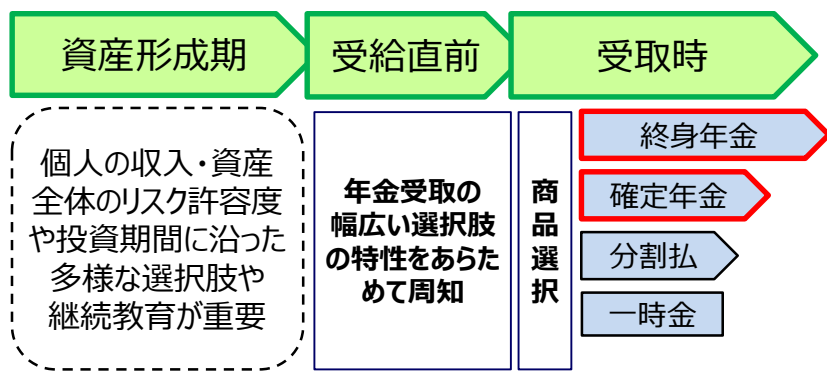 資産形成期
受給直前
受取時
個人の収入・資産
全体のリスク許容度
や投資期間に沿った
多様な選択肢や
継続教育が重要
年金受取の
幅広い選択肢
の特性をあらた
めて周知
商品選択
終身年金
確定年金
分割払
一時金